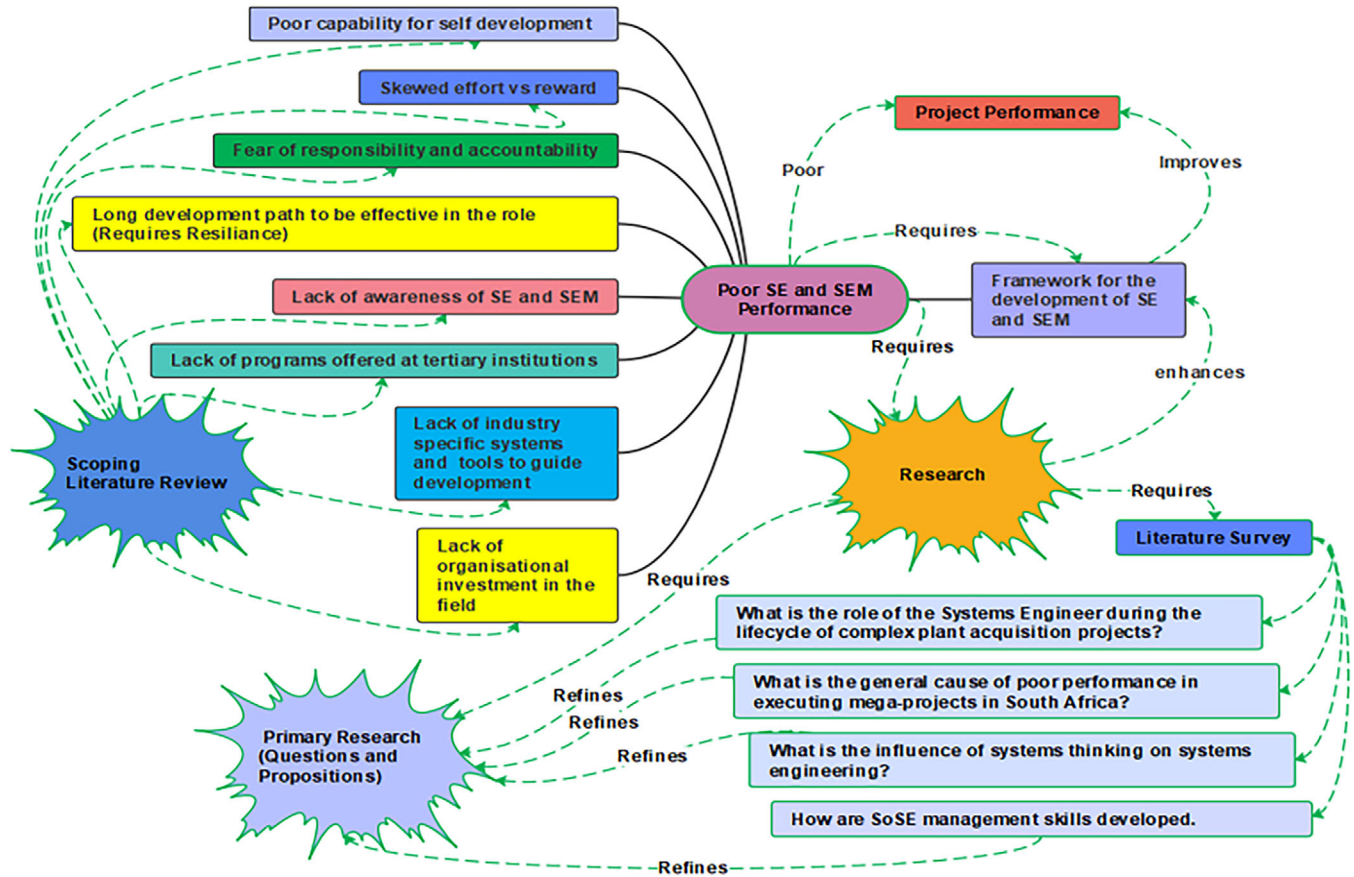 Poor capability for self development
Skewed effort vs reward
Fear of responsibility and accountability
Long development path to be effective in the role
(Requires Resiliance)
Lack of awareness of SE and SEM
Lack of programs offered at tertiary institutions
Lack of industry
specific systems
and tools to guide
development
Lack of
organisational
investment in the
field
Scoping
Literature Review
Poor SE and SEM
Performance
Poor
Project Performance
Improves
Requires
Framework for the
development of SE
and SEM
Requires
enhances
Research
Requires
Literature Survey
Requires
What is the role of the Systems Engineer during the
lifecycle of complex plant acquisition projects?
What is the general cause of poor performance in
executing mega-projects in South Africa?
What is the influence of systems thinking on systems
engineering?
How are SoSE management skills developed.
Refines
Refines
Refines
Primary Research
(Questions and
Propositions)
Refines